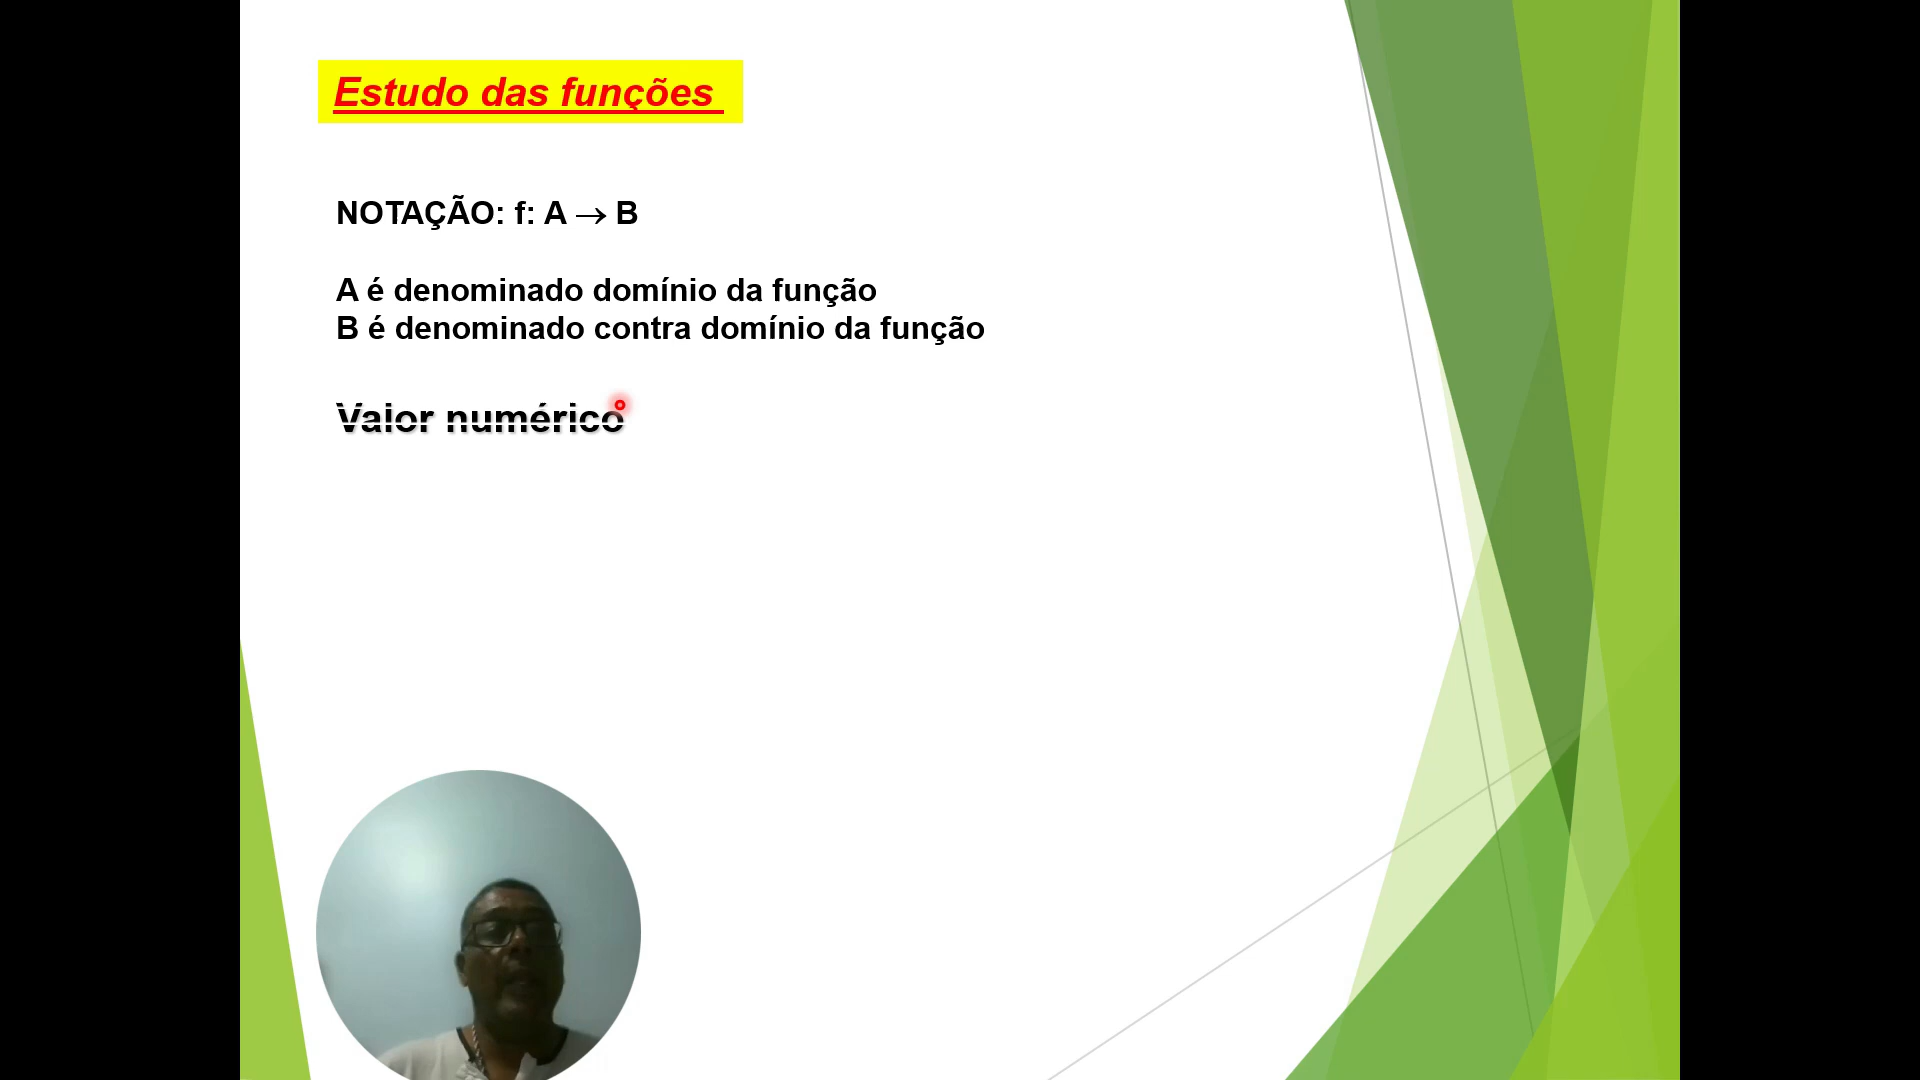 Estudo das funções
NOTAÇÃO: f: A → B
A é denominado domínio da função
B é denominado contra domínio da função
Valor numérico